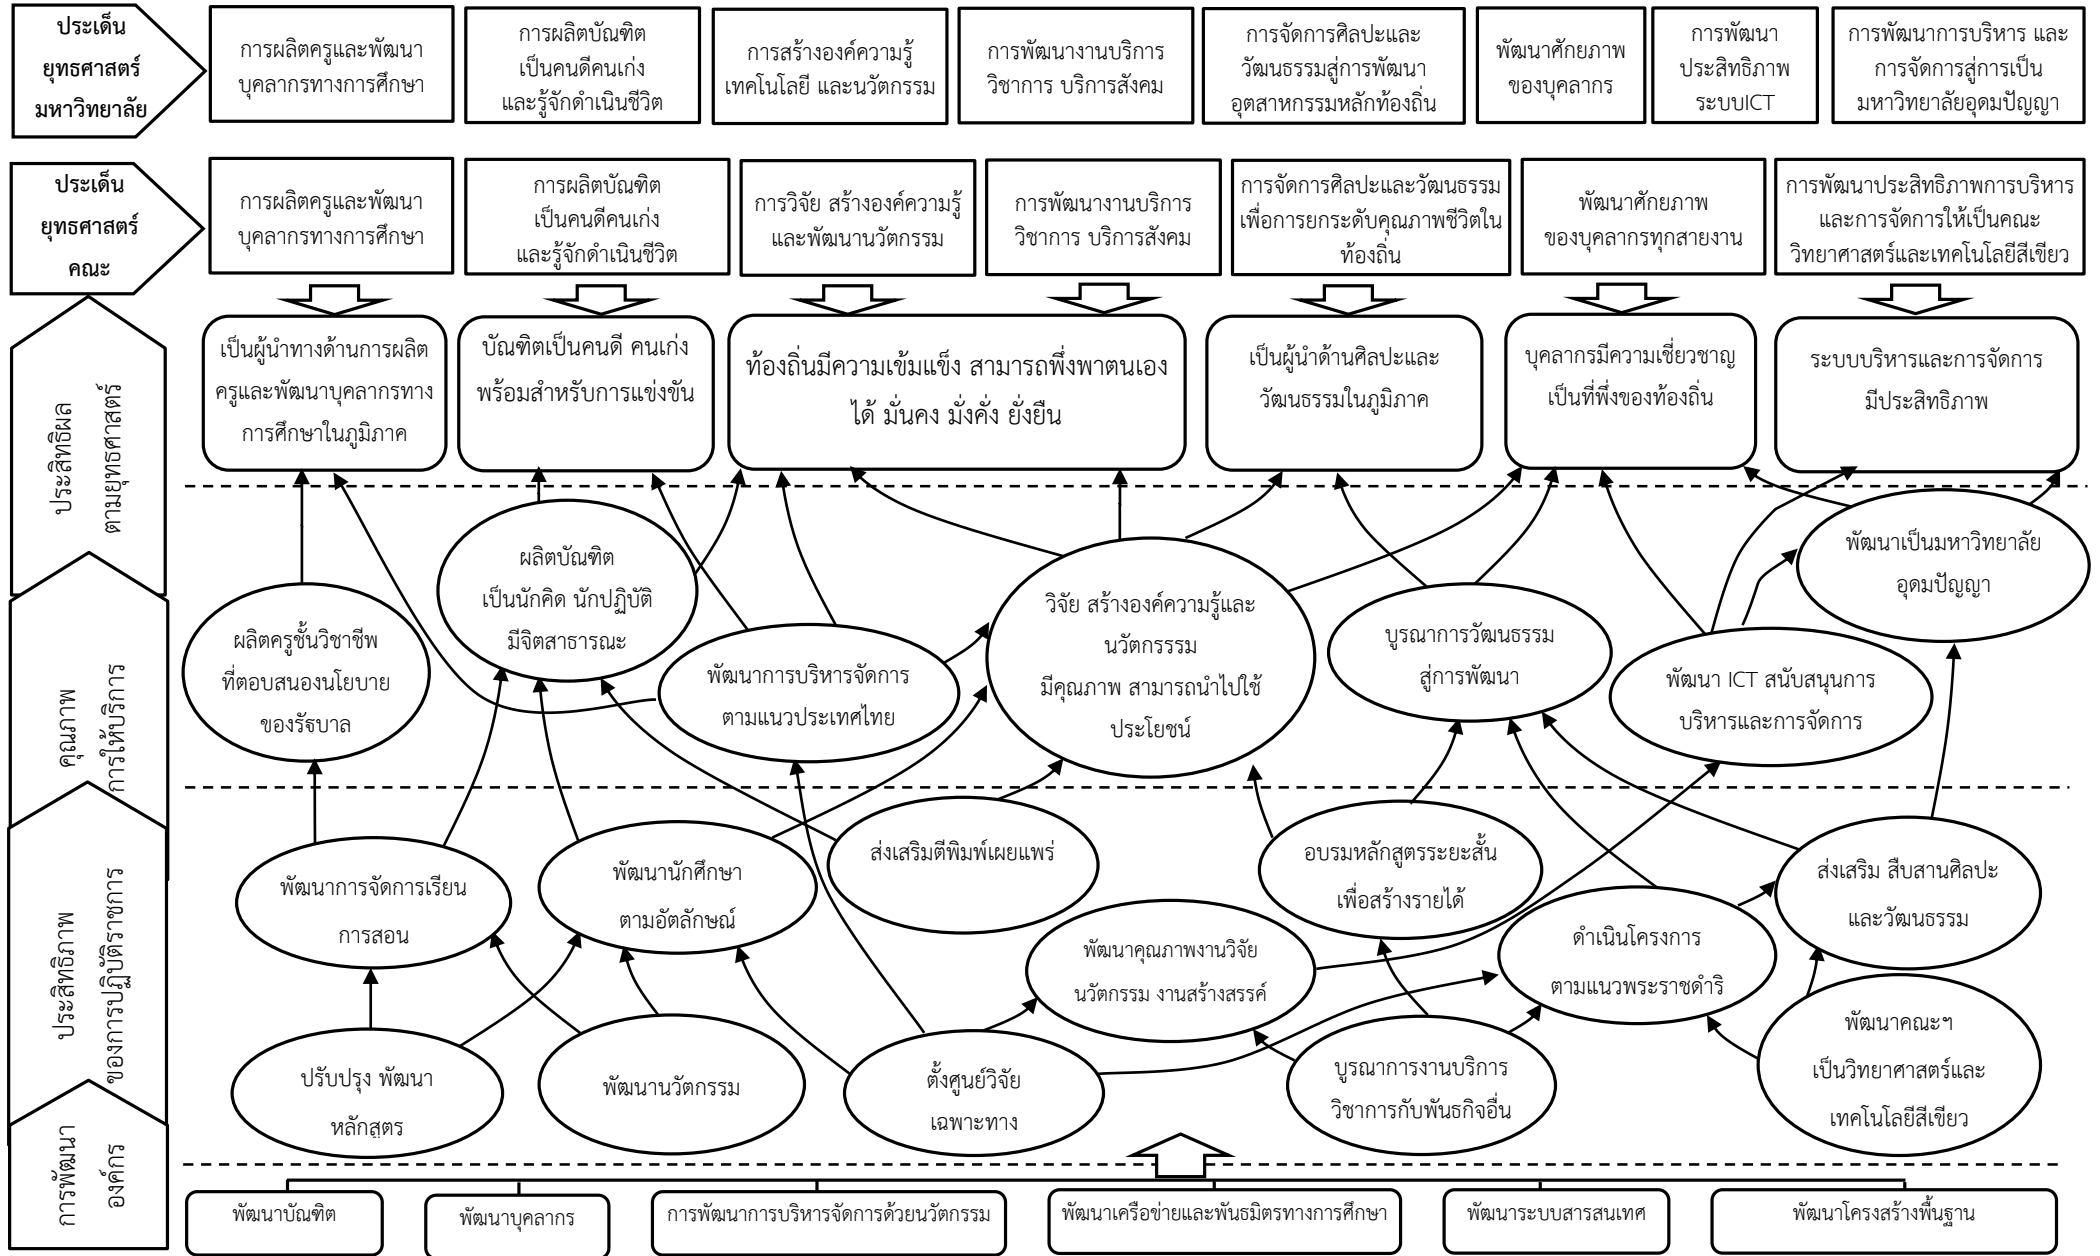 ประเด็น
ยุทธศาสตร์
มหาวิทยาลัย
การผลิตครูและพัฒนา
บุคลากรทางการศึกษา
การผลิตบัณฑิต
เป็นคนดีคนเก่ง
และรู้จักดำเนินชีวิต
การสร้างองค์ความรู้
เทคโนโลยี และนวัตกรรม
การพัฒนางานบริการ
วิชาการ บริการสังคม
การจัดการศิลปะและ
วัฒนธรรมสู่การพัฒนา
อุตสาหกรรมหลักท้องถิ่น
พัฒนาศักยภาพ
ของบุคลากร
การพัฒนา
ประสิทธิภาพ
ระบบICT
การพัฒนาการบริหาร และ
การจัดการสู่การเป็น
มหาวิทยาลัยอุดมปัญญา
ประเด็น
ยุทธศาสตร์
คณะ
การผลิตครูและพัฒนา
บุคลากรทางการศึกษา
การผลิตบัณฑิต
เป็นคนดีคนเก่ง
และรู้จักดำเนินชีวิต
การวิจัย สร้างองค์ความรู้
และพัฒนานวัตกรรม
การพัฒนางานบริการ
วิชาการ บริการสังคม
การจัดการศิลปะและวัฒนธรรม
เพื่อการยกระดับคุณภาพชีวิตใน
ท้องถิ่น
พัฒนาศักยภาพ
ของบุคลากรทุกสายงาน
การพัฒนาประสิทธิภาพการบริหาร
และการจัดการให้เป็นคณะ
วิทยาศาสตร์และเทคโนโลยีสีเขียว
ประสิทธิผล
ตามยุทธศาสตร์
เป็นผู้นำทางด้านการผลิต
ครูและพัฒนาบุคลากรทาง
การศึกษาในภูมิภาค
บัณฑิตเป็นคนดี คนเก่ง
พร้อมสำหรับการแข่งขัน
ท้องถิ่นมีความเข้มแข็ง สามารถพึ่งพาตนเอง
ได้ มั่นคง มั่งคั่ง ยั่งยืน
เป็นผู้นำด้านศิลปะและ
วัฒนธรรมในภูมิภาค
บุคลากรมีความเชี่ยวชาญ
เป็นที่พึ่งของท้องถิ่น
ระบบบริหารและการจัดการ
มีประสิทธิภาพ
คุณภาพ
การให้บริการ
ผลิตครูชั้นวิชาชีพ
ที่ตอบสนองนโยบาย
ของรัฐบาล
ผลิตบัณฑิต
เป็นนักคิด นักปฏิบัติ
มีจิตสาธารณะ
พัฒนาการบริหารจัดการ
ตามแนวประเทศไทย
วิจัย สร้างองค์ความรู้และ
นวัตกรรรม
มีคุณภาพ สามารถนำไปใช้
ประโยชน์
บูรณาการวัฒนธรรม
สู่การพัฒนา
พัฒนา ICT สนับสนุนการ
บริหารและการจัดการ
พัฒนาเป็นมหาวิทยาลัย
อุดมปัญญา
ประสิทธิภาพ
ของการปฏิบัติราชการ
พัฒนาการจัดการเรียน
การสอน
พัฒนานักศึกษา
ตามอัตลักษณ์
ส่งเสริมตีพิมพ์เผยแพร่
พัฒนาคุณภาพงานวิจัย
นวัตกรรม งานสร้างสรรค์
อบรมหลักสูตรระยะสั้น
เพื่อสร้างรายได้
ดำเนินโครงการ
ตามแนวพระราชดำริ
ส่งเสริม สืบสานศิลปะ
และวัฒนธรรม
ปรับปรุง พัฒนา
หลักสูตร
พัฒนานวัตกรรม
ตั้งศูนย์วิจัย
เฉพาะทาง
บูรณาการงานบริการ
วิชาการกับพันธกิจอื่น
พัฒนาคณะฯ
เป็นวิทยาศาสตร์และ
เทคโนโลยีสีเขียว
การพัฒนา
องค์กร
พัฒนาบัณฑิต
พัฒนาบุคลากร
การพัฒนาการบริหารจัดการด้วยนวัตกรรม
พัฒนาเครือข่ายและพันธมิตรทางการศึกษา
พัฒนาระบบสารสนเทศ
พัฒนาโครงสร้างพื้นฐาน